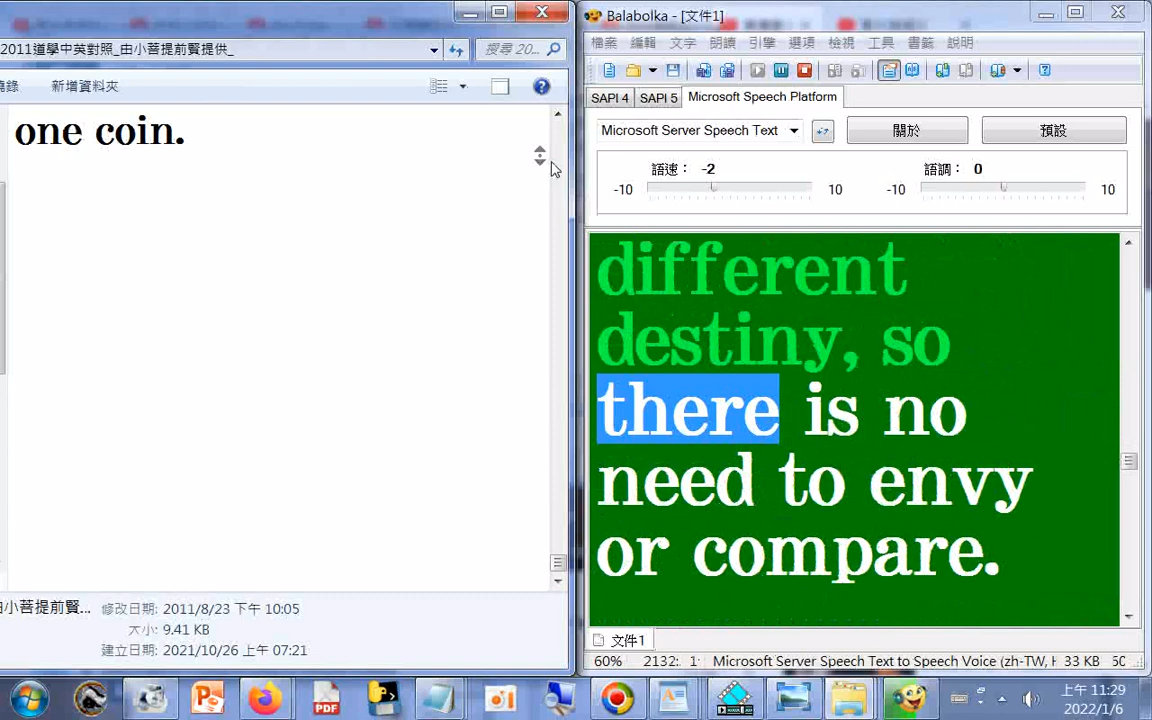 2011道學中英對照_由小菩提前賢提供_
搜尋 20...
燒錄
新增資料夾
one coin.
由小菩提前賢...
修改日期: 2011/8/23 下午 10:05
大小: 9.41 KB
建立日期: 2021/10/26 上午 07:21
Balabolka - [文件1]
檔案 編輯 文字 朗讀 引擎 選項 檢視 工具 書籤 說明
SAPI 4 SAPI 5 Microsoft Speech Platform
Microsoft Server Speech Text
關於
預設
語速： -2
-10 10
語調： 0
-10 10
different
destiny, so
there is no
need to envy
or compare.
文件1
60% 2132: 1 Microsoft Server Speech Text to Speech Voice (zh-TW, H 33 KB 50
PDF
上午 11:29
2022/1/6